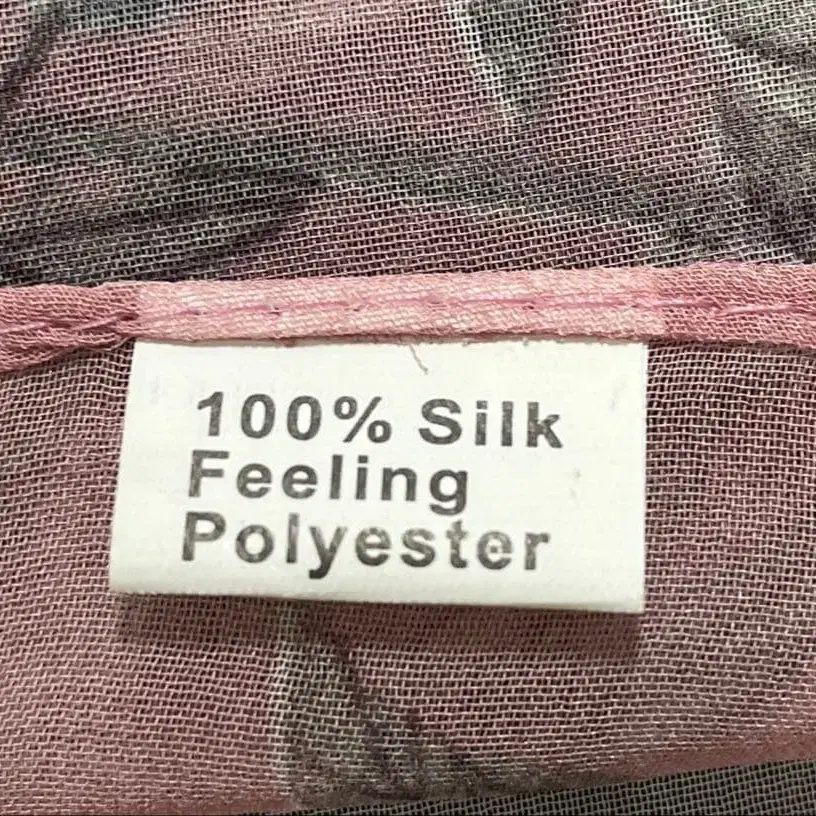 100% Silk
Feeling
Polyester